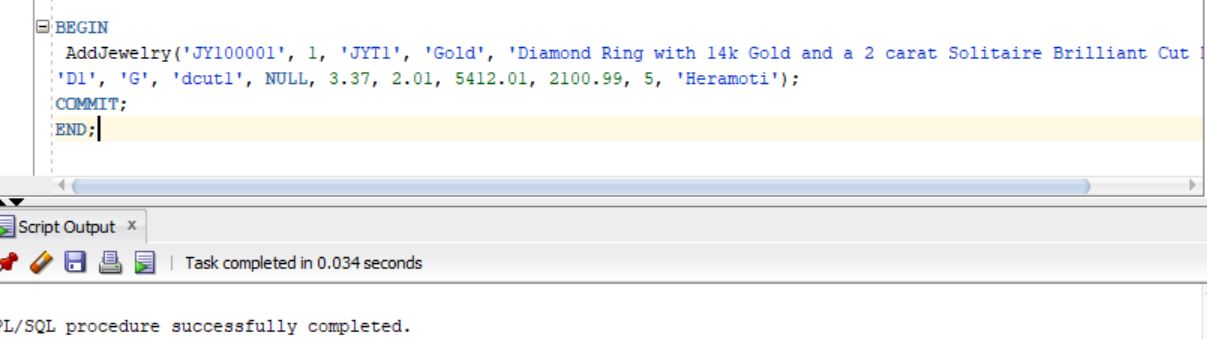 BEGIN
AddJewelry('JY100001', 1, 'JYT1', 'Gold', 'Diamond Ring with 14k Gold and a 2 carat Solitaire Brilliant Cut
'D1', 'G', 'dcut1', NULL, 3.37, 2.01, 5412.01, 2100.99, 5, 'Heramoti');
COMMIT;
END;
Script Output x
| Task completed in 0.034 seconds
PL/SQL procedure successfully completed.